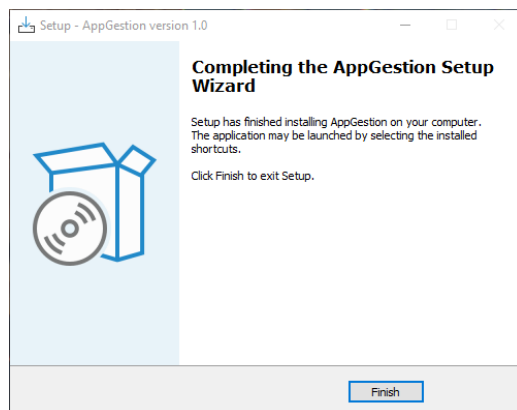 Setup - AppGestion version 1.0
Completing the AppGestion Setup
Wizard
Setup has finished installing AppGestion on your computer.
The application may be launched by selecting the installed
shortcuts.
Click Finish to exit Setup.
Finish